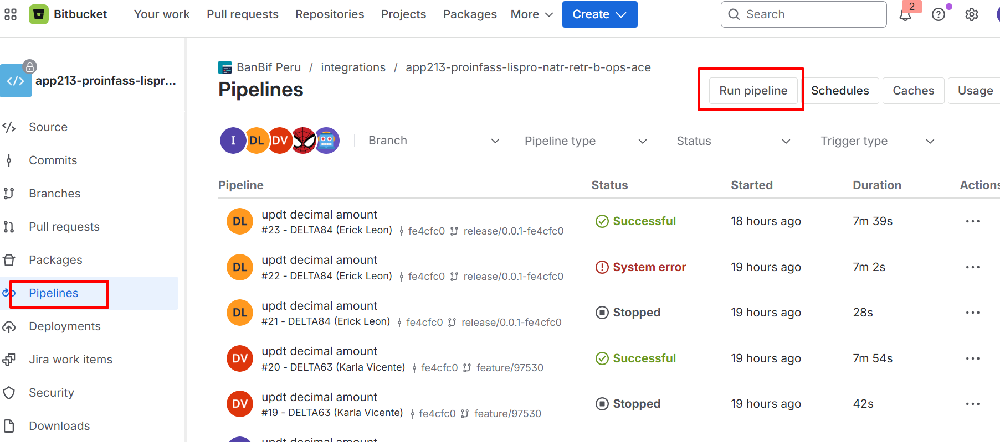 Bitbucket Your work Pull requests Repositories Projects Packages More Create Search 2
app213-proinfass-lispr...
BanBif Peru / integrations / app213-proinfass-lispro-natr-retr-b-ops-ace
Pipelines
Run pipeline Schedules Caches Usage
Source
Commits
Branches
Pull requests
Packages
Pipelines
Deployments
Jira work items
Security
Downloads
I DL DV Branch Pipeline type Status Trigger type
Pipeline Status Started Duration Actions
DL updt decimal amount Successful 18 hours ago 7m 39s
#23 - DELTA84 (Erick Leon) fe4cfc0 release/0.0.1-fe4cfc0
DL updt decimal amount System error 19 hours ago 7m 2s
#22 - DELTA84 (Erick Leon) fe4cfc0 release/0.0.1-fe4cfc0
DL updt decimal amount Stopped 19 hours ago 28s
#21 - DELTA84 (Erick Leon) fe4cfc0 release/0.0.1-fe4cfc0
DV updt decimal amount Successful 19 hours ago 7m 54s
#20 - DELTA63 (Karla Vicente) fe4cfc0 feature/97530
DV updt decimal amount Stopped 19 hours ago 42s
#19 - DELTA63 (Karla Vicente) fe4cfc0 feature/97530
updt decimal amount